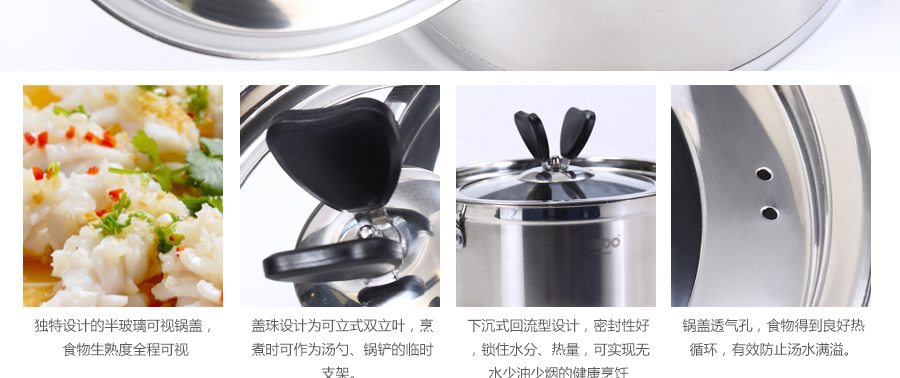 独特设计的半玻璃可视锅盖，
食物生熟度全程可视
盖珠设计为可立式双立叶，烹
煮时可作为汤勺、锅铲的临时
支架。
下沉式回流型设计，密封性好
，锁住水分、热量，可实现无
水少油少烟的健康烹饪
锅盖透气孔，食物得到良好热
循环，有效防止汤水满溢。